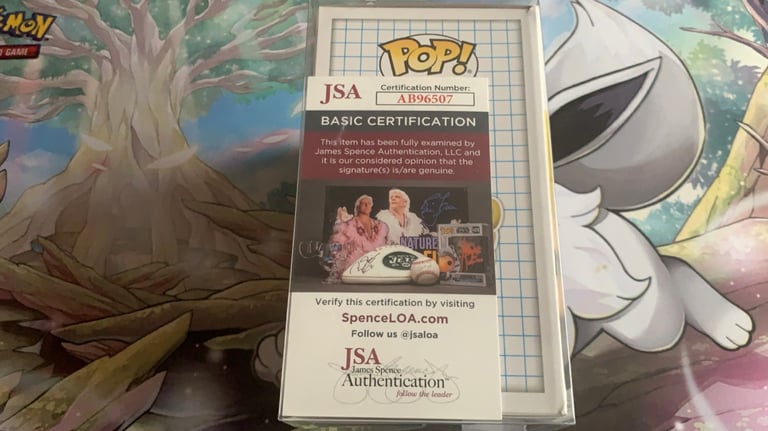 POKÉMON
GAME
POP!
JSA
Certification Number:
AB96507
BASIC CERTIFICATION
This item has been fully examined by
James Spence Authentication, LLC and
it is our considered opinion that the
signature(s) is/are genuine.
NATURE
Verify this certification by visiting
SpenceLOA.com
Follow us @jsaloa
JSA
James Spence
Authentication™
follow the leader